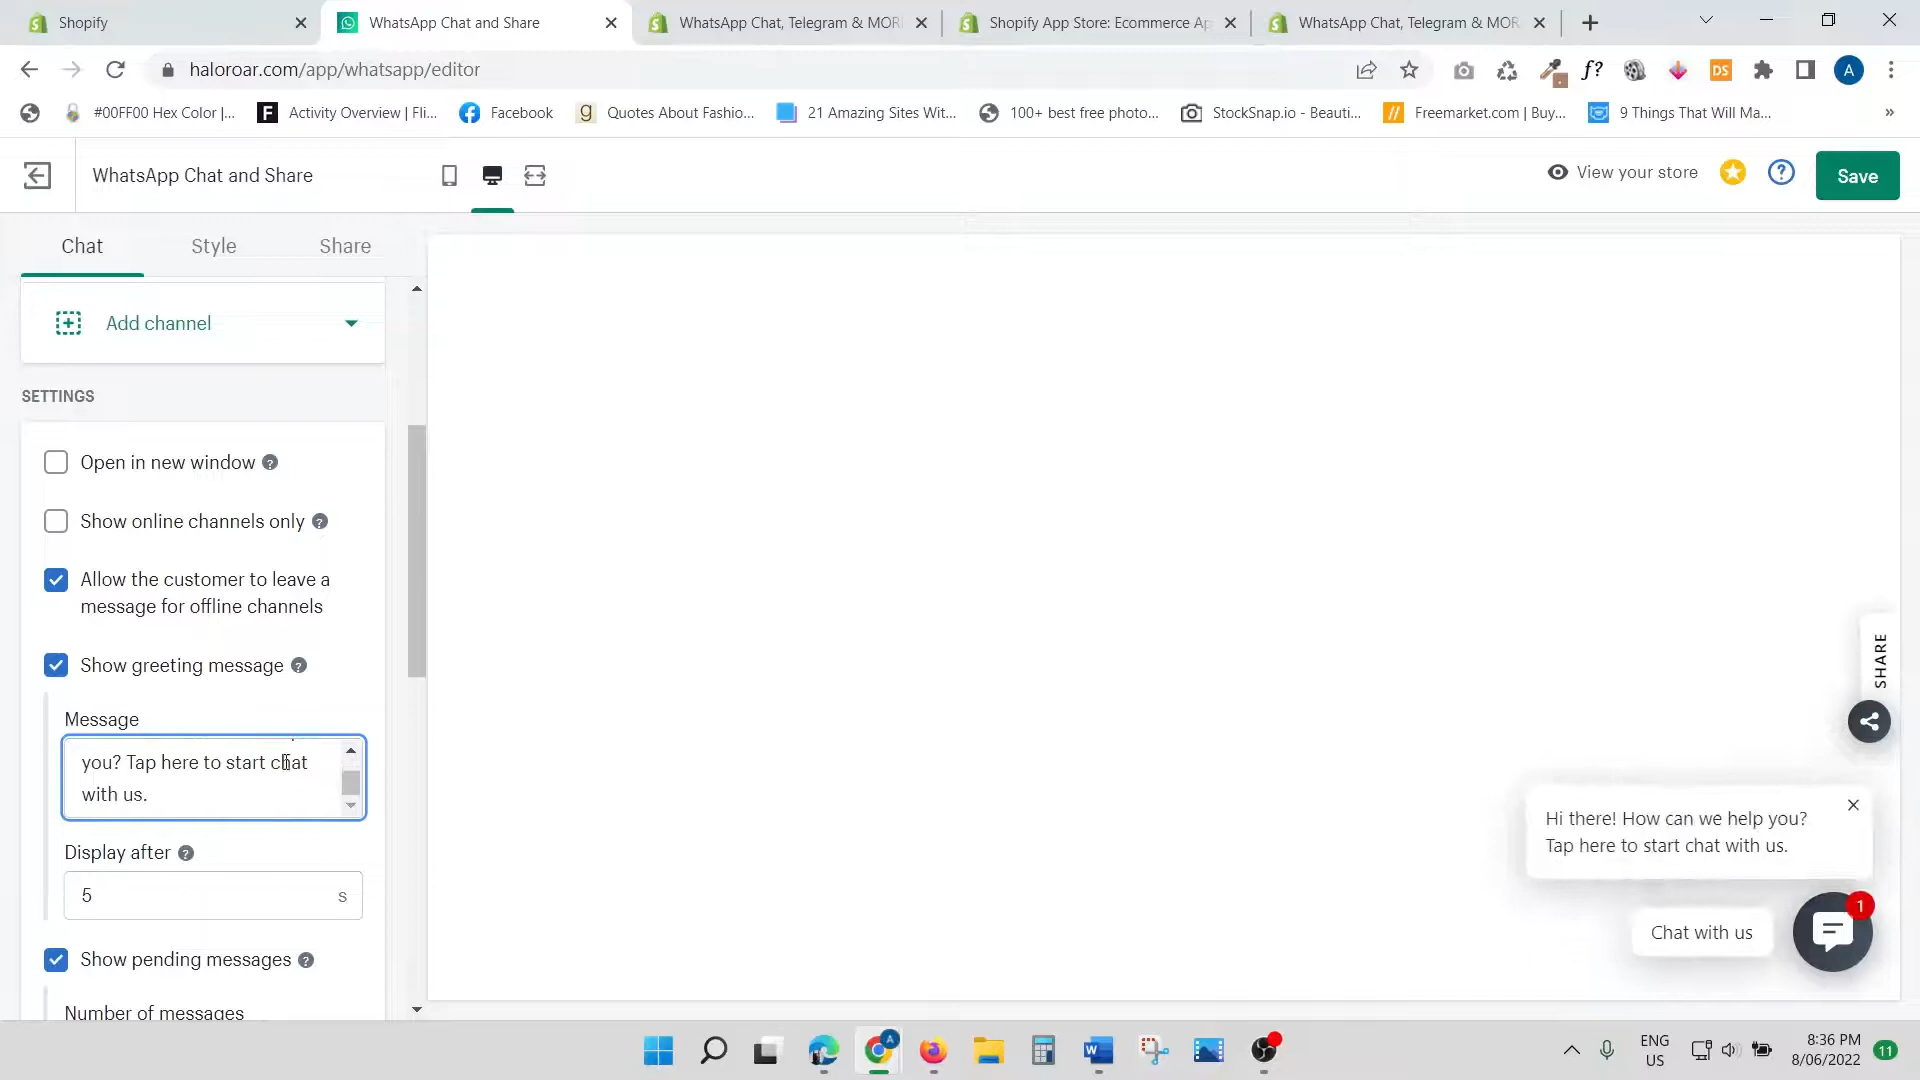 Shopify
WhatsApp Chat and Share
WhatsApp Chat, Telegram & MOR
Shopify App Store: Ecommerce Ap
WhatsApp Chat, Telegram & MOR
haloroar.com/app/whatsapp/editor
f?
DS
A
#00FF00 Hex Color |...
F
Activity Overview | Fli...
Facebook
g
Quotes About Fashio...
21 Amazing Sites Wit...
100+ best free photo...
StockSnap.io - Beauti...
Freemarket.com | Buy...
9 Things That Will Ma...
»
WhatsApp Chat and Share
View your store
?
Save
Chat
Style
Share
Add channel
SETTINGS
Open in new window ?
Show online channels only ?
Allow the customer to leave a
message for offline channels
Show greeting message ?
Message
you? Tap here to start chat
with us.
Display after ?
5
s
Show pending messages ?
Number of messages
SHARE
Hi there! How can we help you?
Tap here to start chat with us.
Chat with us
1
A
W
ENG
US
8:36 PM
8/06/2022
11